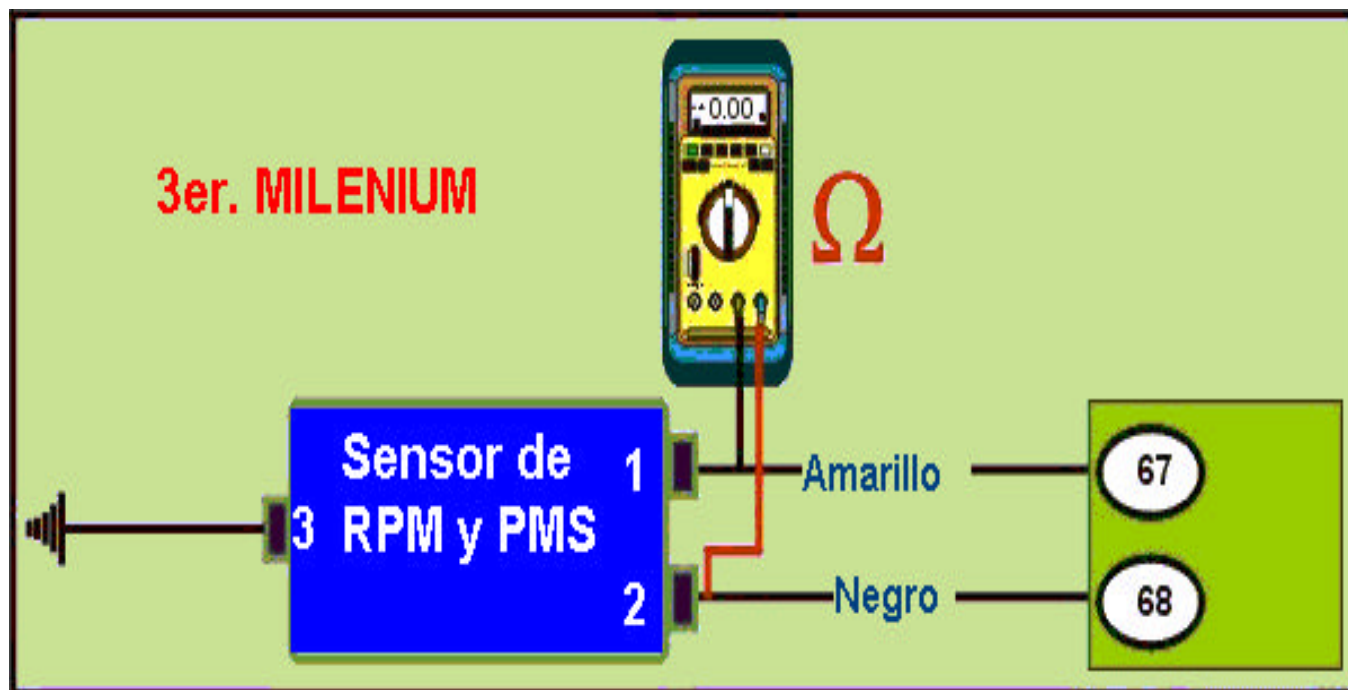 -0.00
3er. MILENIUM
Ω
Sensor de
RPM y PMS
1
2
3
Amarillo
Negro
67
68